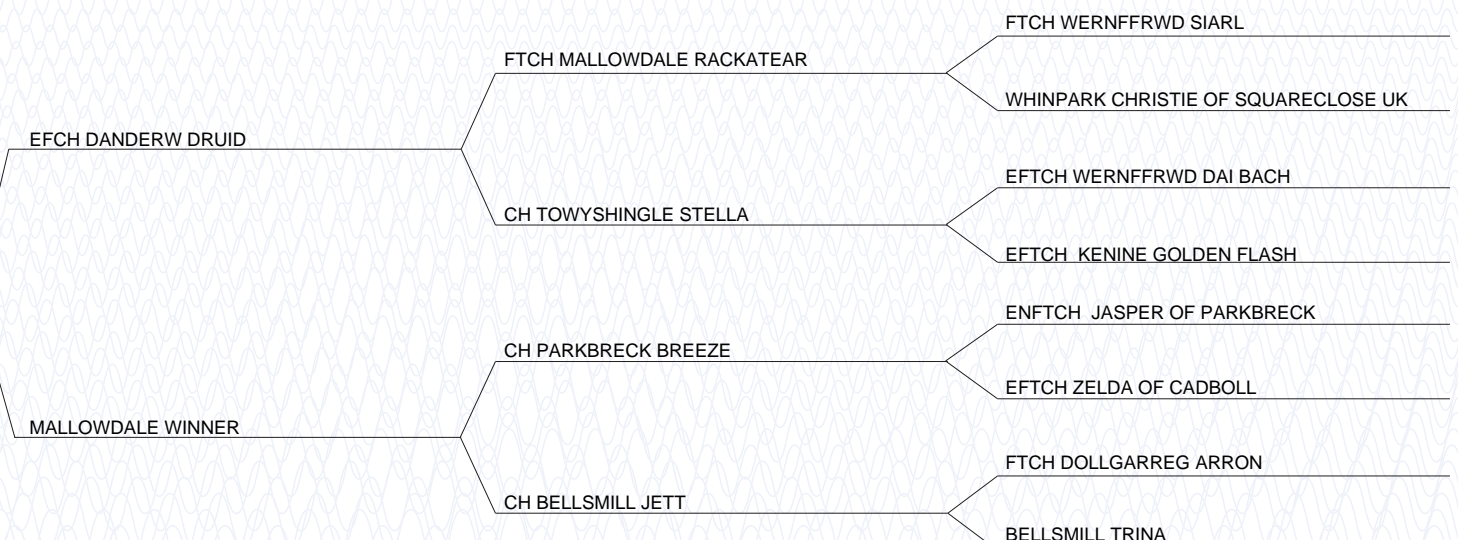 FTCH WERNFFRWD SIARL
FTCH MALLOWDALE RACKATEAR
WHINPARK CHRISTIE OF SQUARECLOSE UK
EFCH DANDERW DRUID
EFTCH WERNFFRWD DAI BACH
CH TOWYSHINGLE STELLA
EFTCH  KENINE GOLDEN FLASH
ENFTCH  JASPER OF PARKBRECK
CH PARKBRECK BREEZE
EFTCH ZELDA OF CADBOLL
MALLOWDALE WINNER
FTCH DOLLGARREG ARRON
CH BELLSMILL JETT
BELLSMILL TRINA